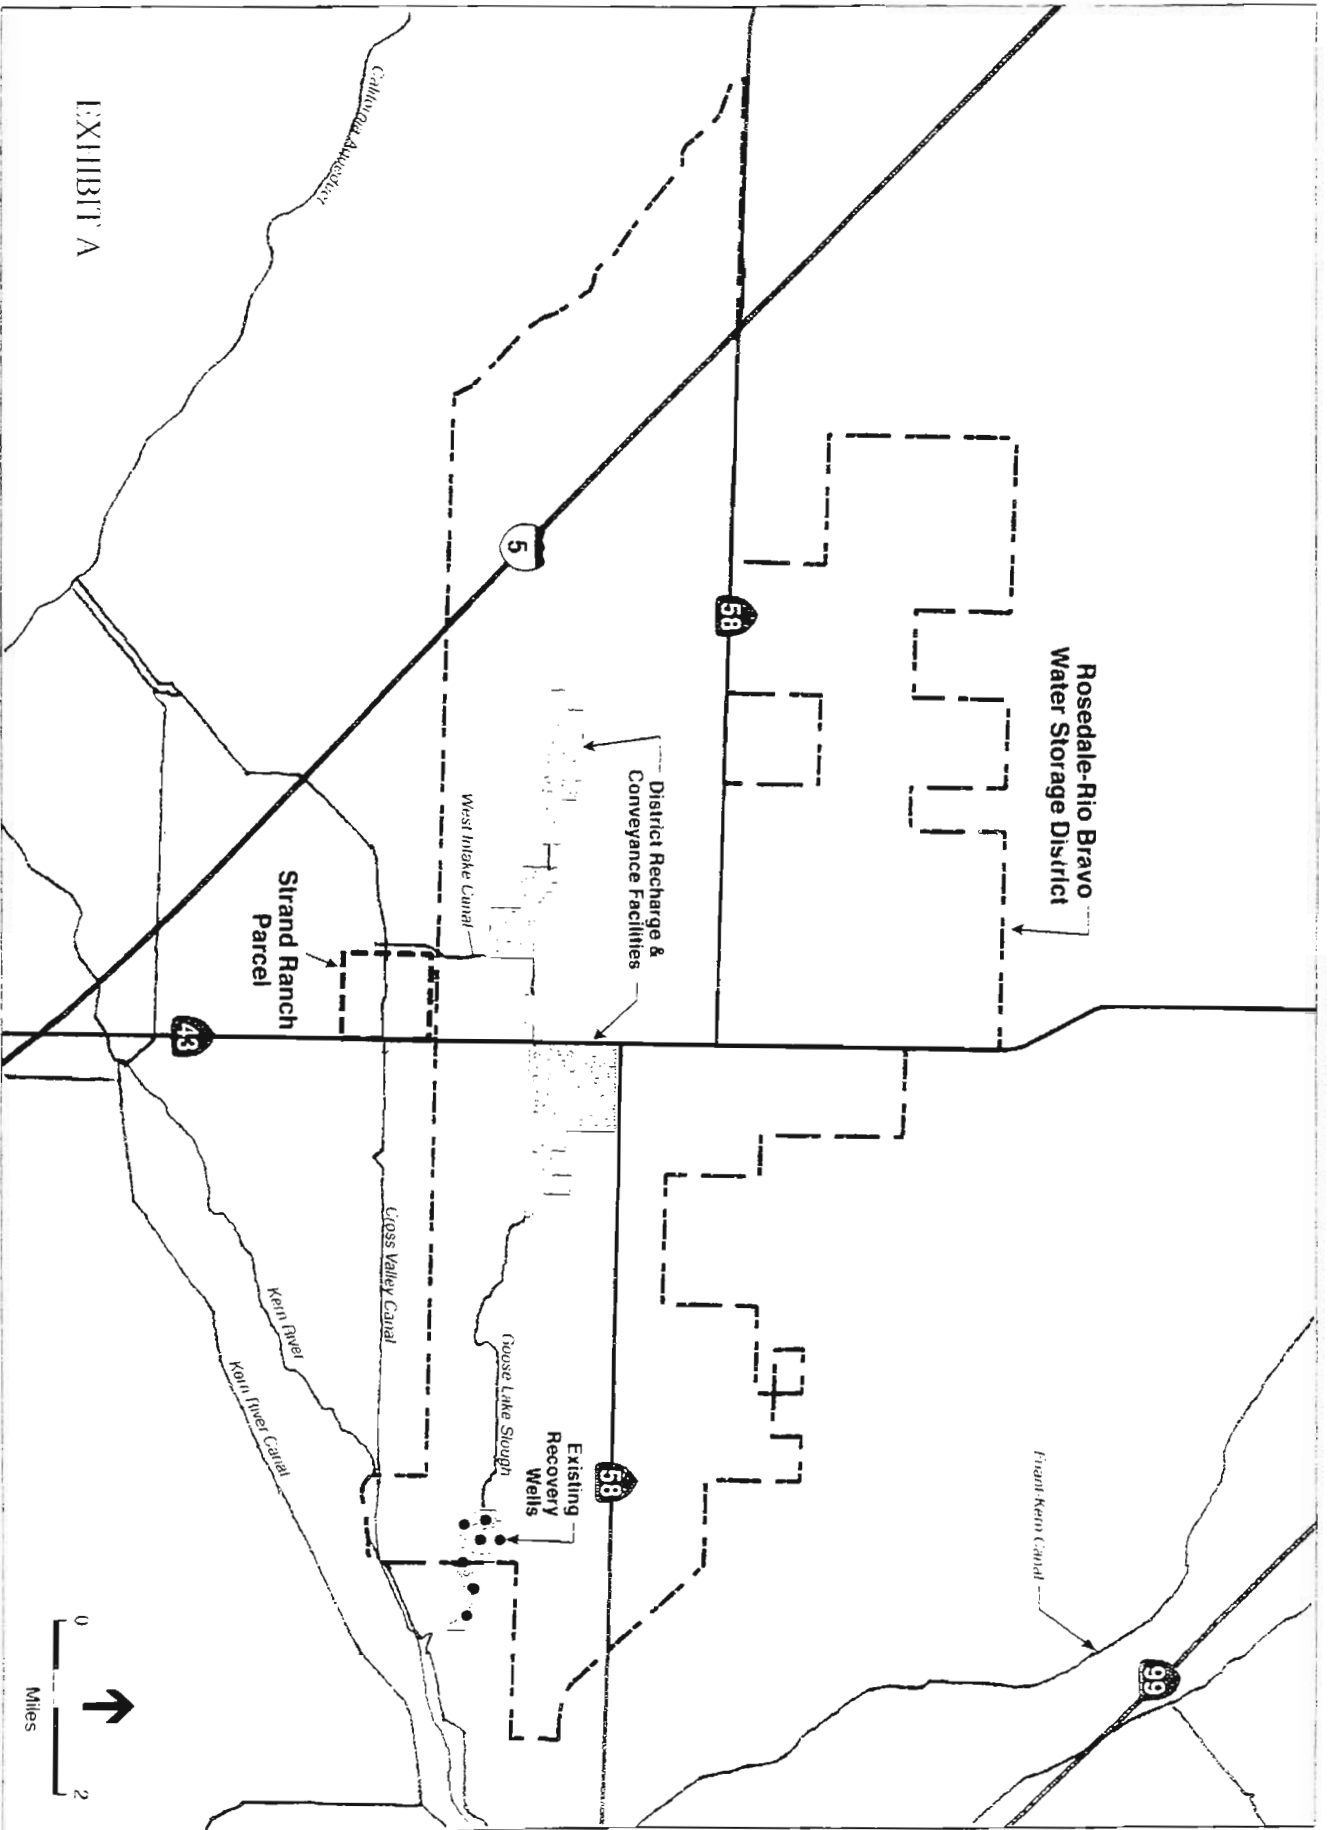 Rosedale-Rio Bravo
Water Storage District
99
Friant-Kern Canal
58
District Recharge &
Conveyance Facilities
58
5
West Intake Canal
Existing
Recovery
Wells
Goose Lake Slough
Cross Valley Canal
California Aqueduct
Strand Ranch
Parcel
43
Kern River
Kern River Canal
EXHIBIT A
0
2
Miles